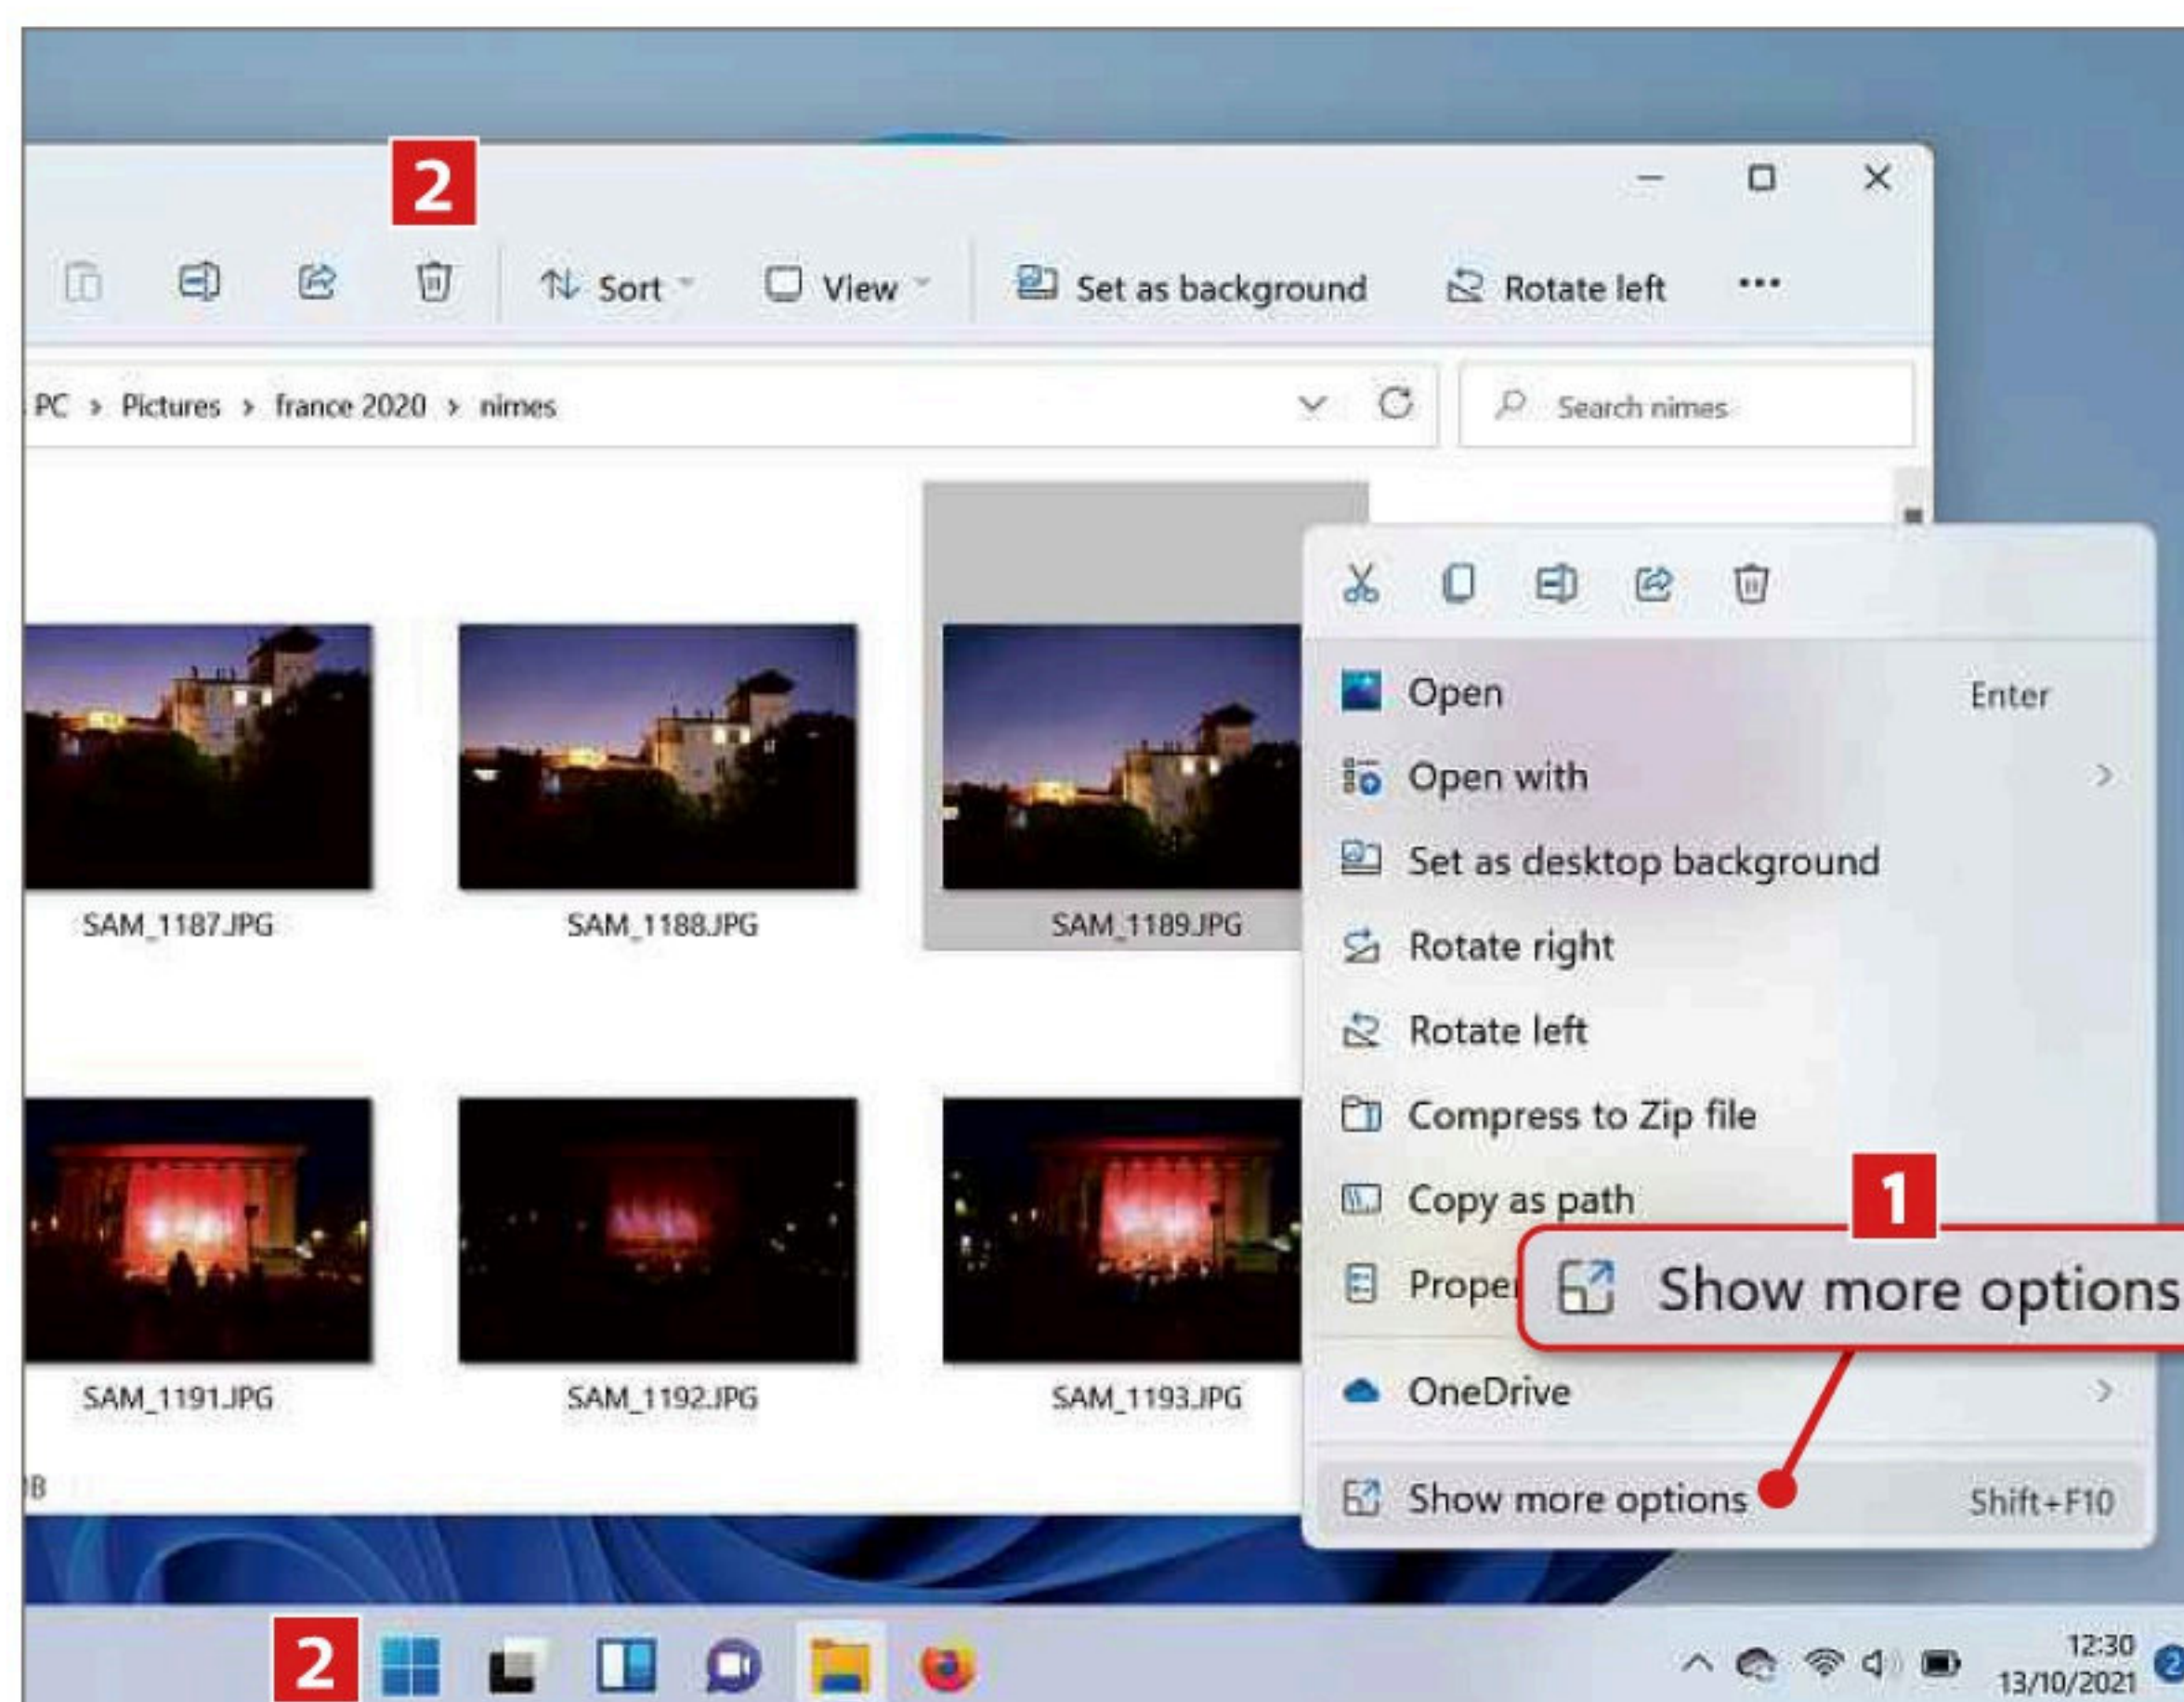 2
Sort
View
Set as background
Rotate left
PC > Pictures > france 2020 > nimes
Search nimes
Open Enter
Open with
Set as desktop background
Rotate right
Rotate left
Compress to Zip file
Copy as path
1
Prope
Show more options
OneDrive
Show more options Shift+F10
SAM_1187.JPG
SAM_1188.JPG
SAM_1189.JPG
SAM_1191.JPG
SAM_1192.JPG
SAM_1193.JPG
2
12:30
13/10/2021
2